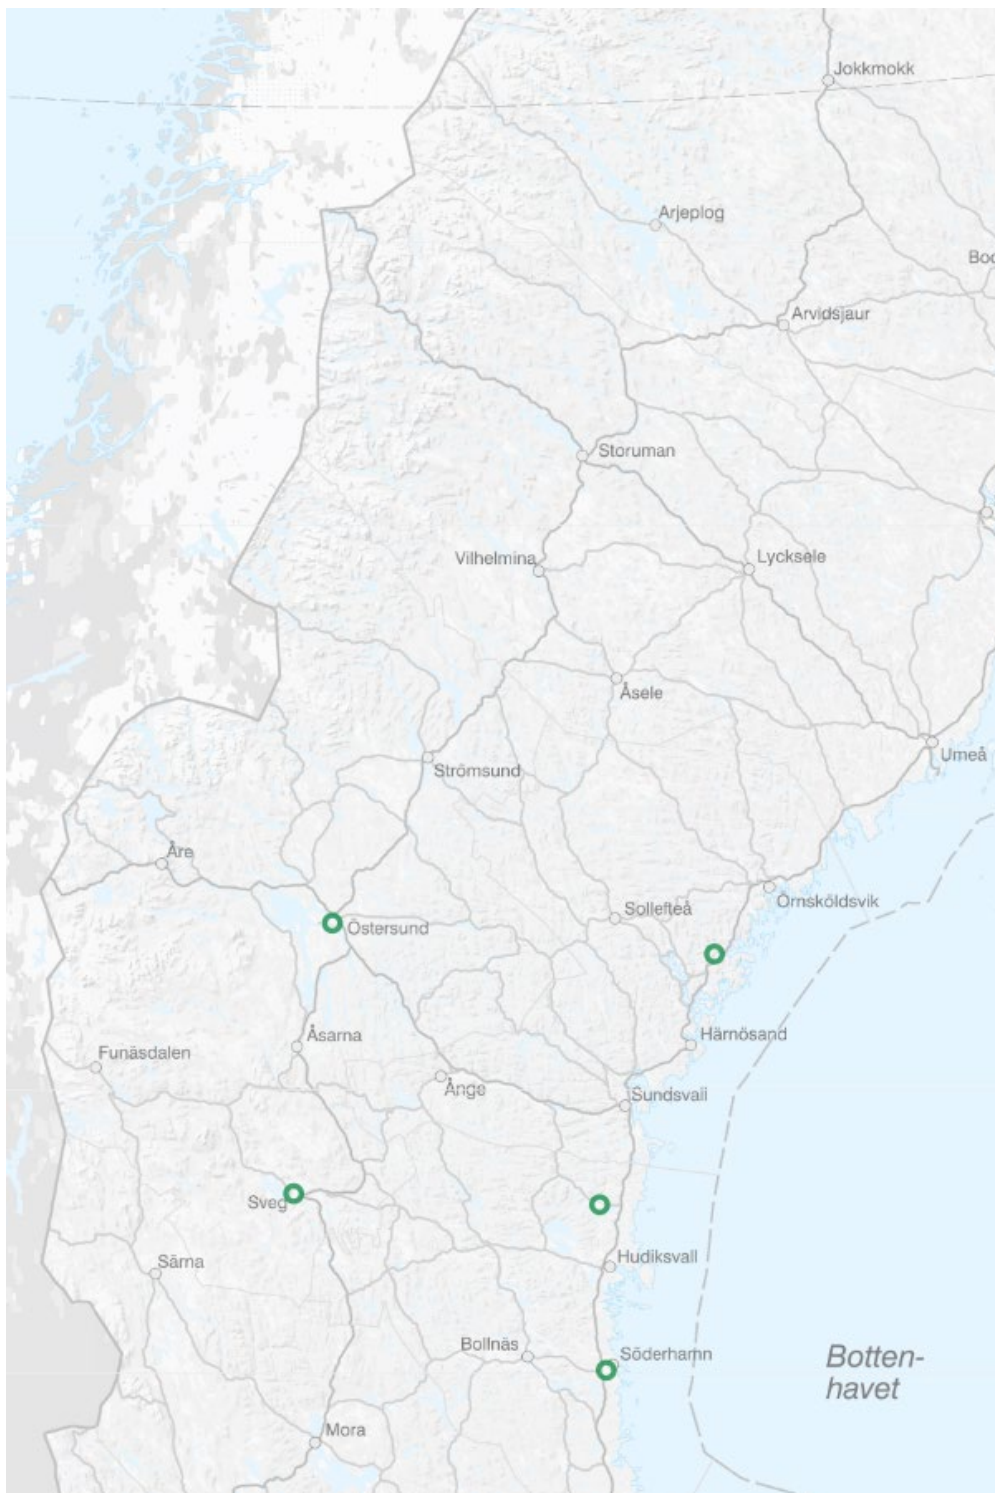 Jokkmokk
Arjeplog
Arvidsjaur
Storuman
Vilhelmina
Lycksele
Åsele
Umeå
Strömsund
Åre
Örnsköldsvik
Sollefteå
Östersund
Härnösand
Åsarna
Funäsdalen
Ånge
Sundsvall
Sveg
Hudiksvall
Särna
Bollnäs
Söderhamn
Botten-
havet
Mora